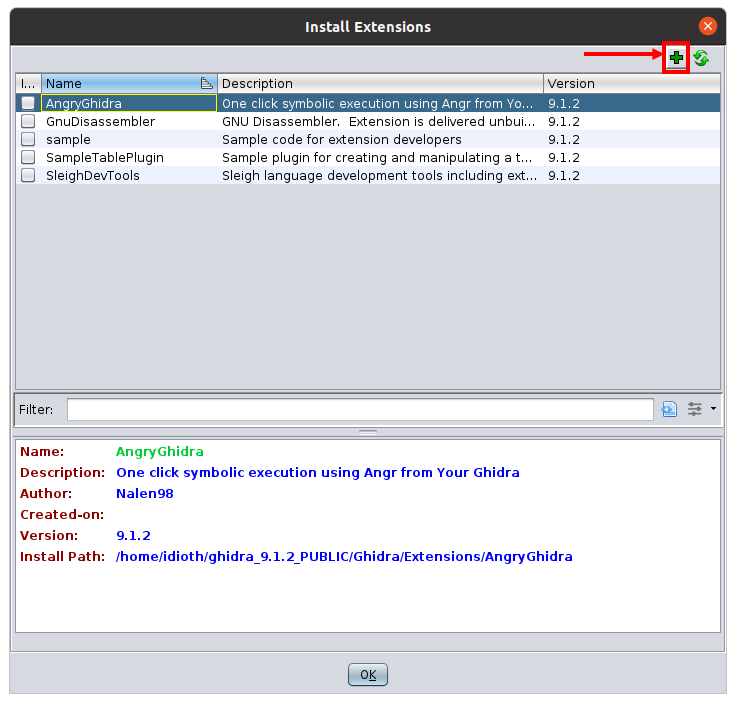 Install Extensions
I... Name Description Version
AngryGhidra One click symbolic execution using Angr from Yo... 9.1.2
GnuDisassembler GNU Disassembler. Extension is delivered unbui... 9.1.2
sample Sample code for extension developers 9.1.2
SampleTablePlugin Sample plugin for creating and manipulating a t... 9.1.2
SleighDevTools Sleigh language development tools including ext... 9.1.2
Filter:
Name: AngryGhidra
Description: One click symbolic execution using Angr from Your Ghidra
Author: Nalen98
Created-on:
Version: 9.1.2
Install Path: /home/idioth/ghidra_9.1.2_PUBLIC/Ghidra/Extensions/AngryGhidra
OK